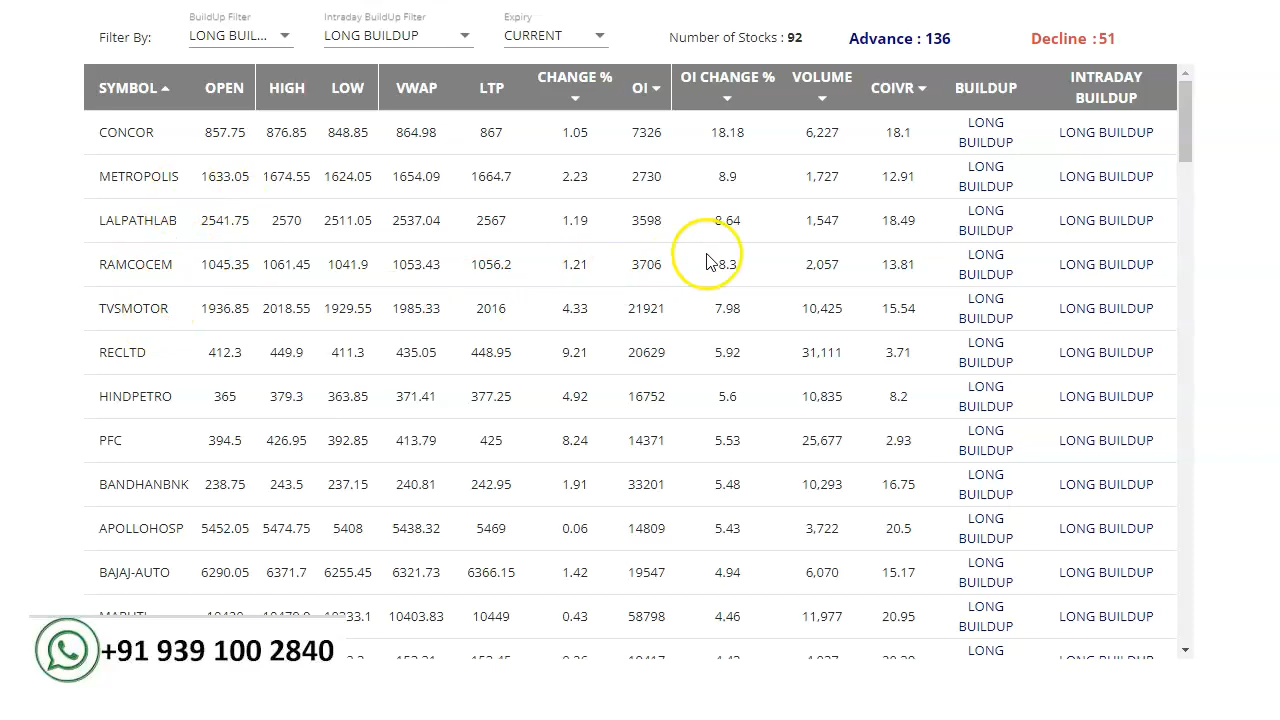 BuildUp Filter Intraday BuildUp Filter Expiry
Filter By: LONG BUIL... LONG BUILDUP CURRENT Number of Stocks : 92 Advance : 136 Decline : 51
SYMBOL OPEN HIGH LOW VWAP LTP CHANGE % OI OI CHANGE % VOLUME COIVR BUILDUP INTRADAY BUILDUP
CONCOR 857.75 876.85 848.85 864.98 867 1.05 7326 18.18 6,227 18.1 LONG BUILDUP LONG BUILDUP
METROPOLIS 1633.05 1674.55 1624.05 1654.09 1664.7 2.23 2730 8.9 1,727 12.91 LONG BUILDUP LONG BUILDUP
LALPATHLAB 2541.75 2570 2511.05 2537.04 2567 1.19 3598 8.64 1,547 18.49 LONG BUILDUP LONG BUILDUP
RAMCOCEM 1045.35 1061.45 1041.9 1053.43 1056.2 1.21 3706 8.3 2,057 13.81 LONG BUILDUP LONG BUILDUP
TVSMOTOR 1936.85 2018.55 1929.55 1985.33 2016 4.33 21921 7.98 10,425 15.54 LONG BUILDUP LONG BUILDUP
RECLTD 412.3 449.9 411.3 435.05 448.95 9.21 20629 5.92 31,111 3.71 LONG BUILDUP LONG BUILDUP
HINDPETRO 365 379.3 363.85 371.41 377.25 4.92 16752 5.6 10,835 8.2 LONG BUILDUP LONG BUILDUP
PFC 394.5 426.95 392.85 413.79 425 8.24 14371 5.53 25,677 2.93 LONG BUILDUP LONG BUILDUP
BANDHANBNK 238.75 243.5 237.15 240.81 242.95 1.91 33201 5.48 10,293 16.75 LONG BUILDUP LONG BUILDUP
APOLLOHOSP 5452.05 5474.75 5408 5438.32 5469 0.06 14809 5.43 3,722 20.5 LONG BUILDUP LONG BUILDUP
BAJAJ-AUTO 6290.05 6371.7 6255.45 6321.73 6366.15 1.42 19547 4.94 6,070 15.17 LONG BUILDUP LONG BUILDUP
10403.83 10449 0.43 58798 4.46 11,977 20.95 LONG BUILDUP LONG BUILDUP
LONG
+91 939 100 2840